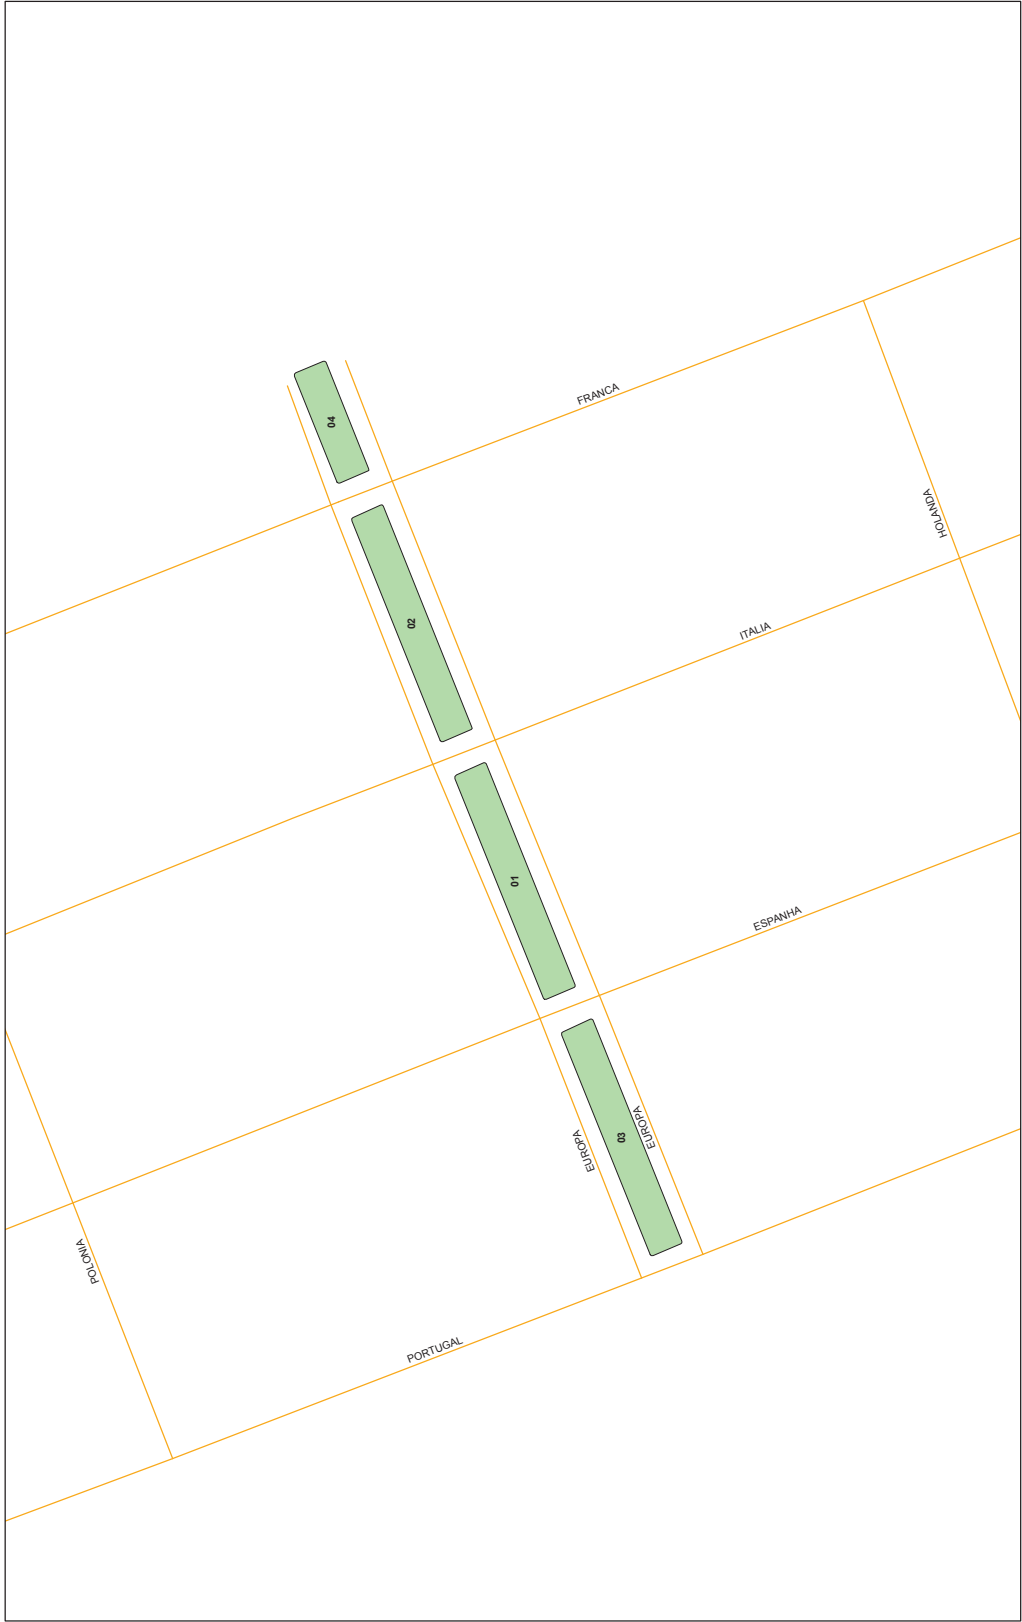 FRANCA
04
HOLANDA
02
ITALIA
01
ESPANHA
EUROPA
03
EUROPA
POLONIA
PORTUGAL